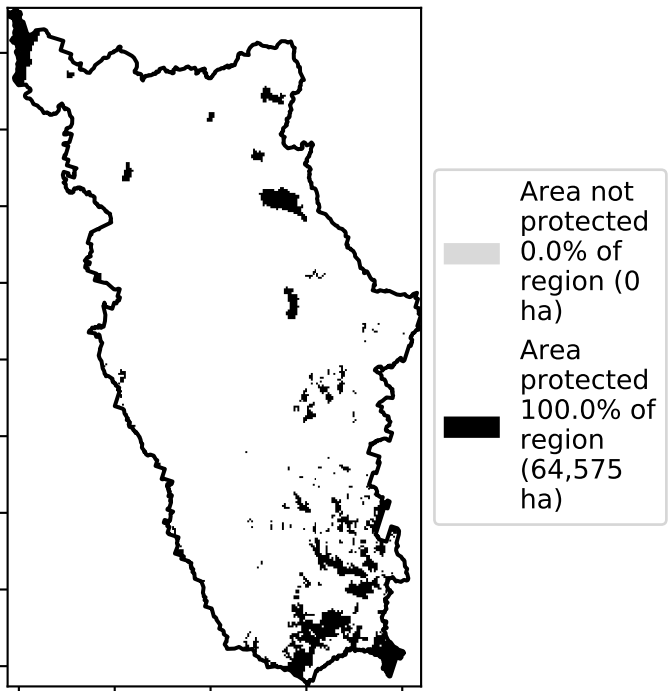 Area not
protected
0.0% of
region (0
ha)
Area
protected
100.0% of
region
(64,575
ha)